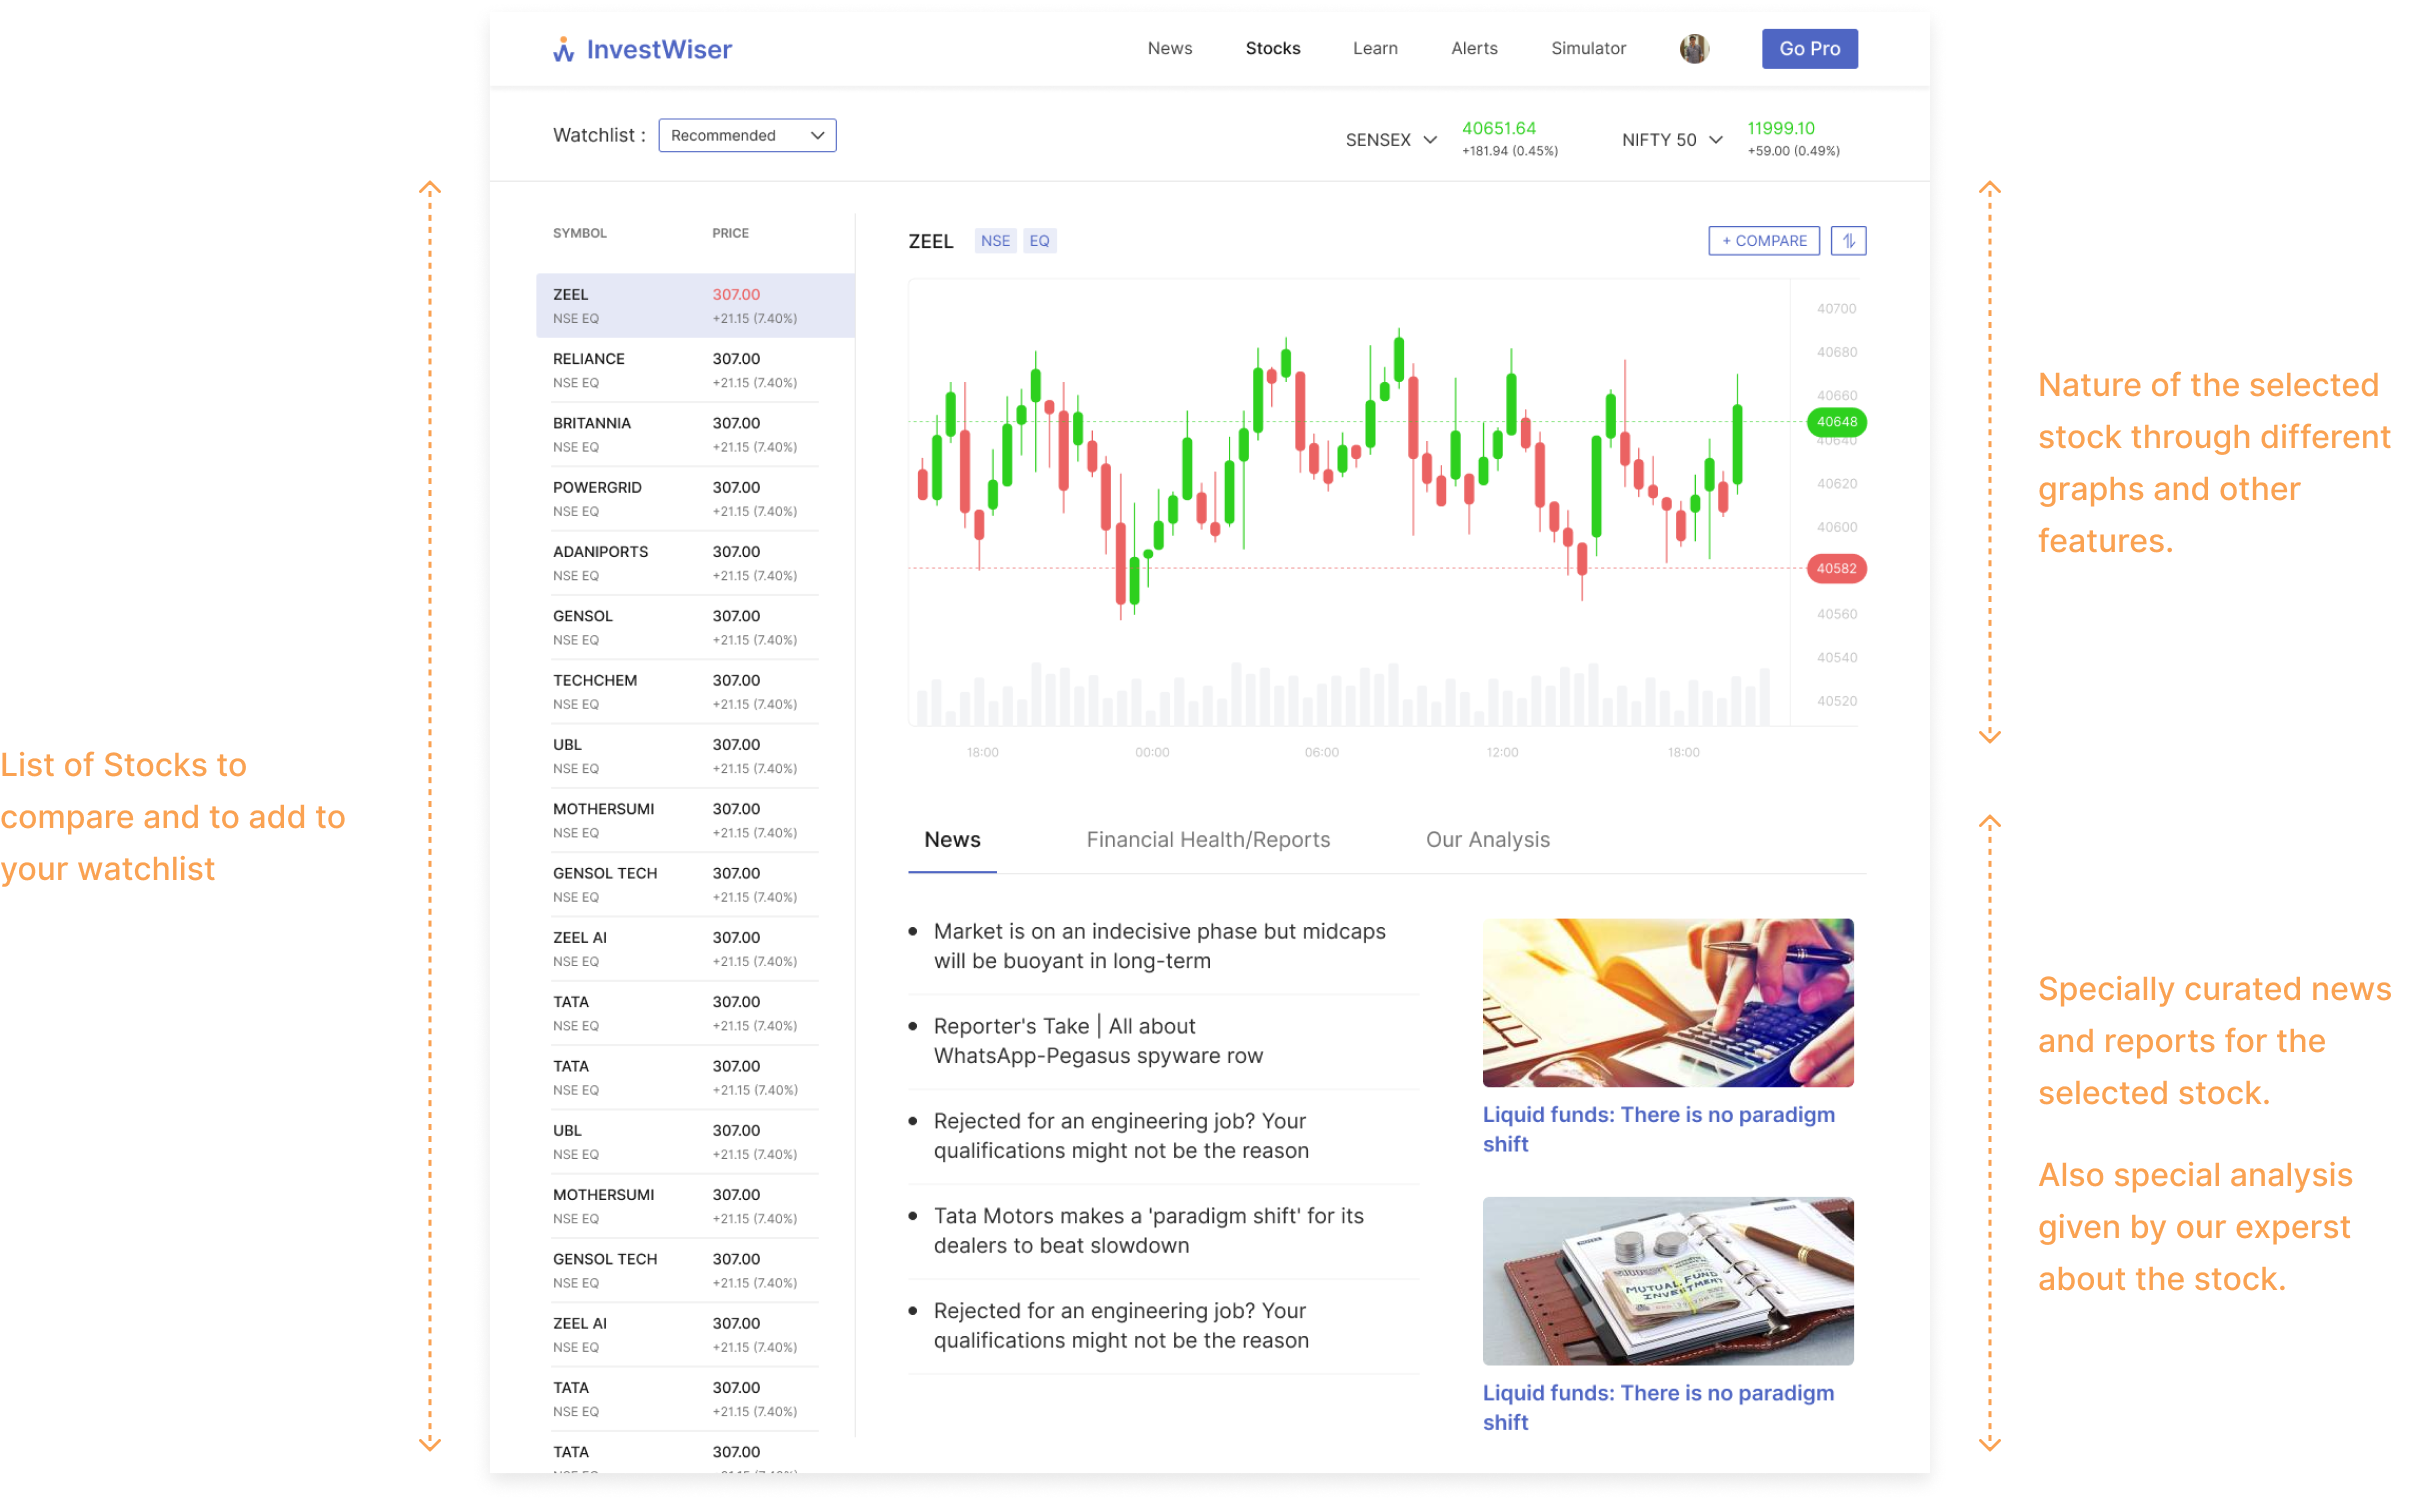 InvestWiser
News
Stocks
Learn
Alerts
Simulator
Go Pro
Watchlist :
Recommended
SENSEX
40651.64
+181.94 (0.45%)
NIFTY 50
11999.10
+59.00 (0.49%)
List of Stocks to
compare and to add to
your watchlist
SYMBOL PRICE
ZEEL 307.00
NSE EQ +21.15 (7.40%)
RELIANCE 307.00
NSE EQ +21.15 (7.40%)
BRITANNIA 307.00
NSE EQ +21.15 (7.40%)
POWERGRID 307.00
NSE EQ +21.15 (7.40%)
ADANIPORTS 307.00
NSE EQ +21.15 (7.40%)
GENSOL 307.00
NSE EQ +21.15 (7.40%)
TECHCHEM 307.00
NSE EQ +21.15 (7.40%)
UBL 307.00
NSE EQ +21.15 (7.40%)
MOTHERSUMI 307.00
NSE EQ +21.15 (7.40%)
GENSOL TECH 307.00
NSE EQ +21.15 (7.40%)
ZEEL AI 307.00
NSE EQ +21.15 (7.40%)
TATA 307.00
NSE EQ +21.15 (7.40%)
TATA 307.00
NSE EQ +21.15 (7.40%)
UBL 307.00
NSE EQ +21.15 (7.40%)
MOTHERSUMI 307.00
NSE EQ +21.15 (7.40%)
GENSOL TECH 307.00
NSE EQ +21.15 (7.40%)
ZEEL AI 307.00
NSE EQ +21.15 (7.40%)
TATA 307.00
NSE EQ +21.15 (7.40%)
TATA 307.00
ZEEL NSE EQ
+ COMPARE
40700
40680
40660
40648
40640
40620
40600
40582
40560
40540
40520
18:00 00:00 06:00 12:00 18:00
News
Financial Health/Reports
Our Analysis
Market is on an indecisive phase but midcaps
will be buoyant in long-term
Reporter's Take | All about
WhatsApp-Pegasus spyware row
Rejected for an engineering job? Your
qualifications might not be the reason
Tata Motors makes a 'paradigm shift' for its
dealers to beat slowdown
Rejected for an engineering job? Your
qualifications might not be the reason
Liquid funds: There is no paradigm
shift
MUTUAL FUND
INVESTMENT
Liquid funds: There is no paradigm
shift
Nature of the selected
stock through different
graphs and other
features.
Specially curated news
and reports for the
selected stock.
Also special analysis
given by our experst
about the stock.